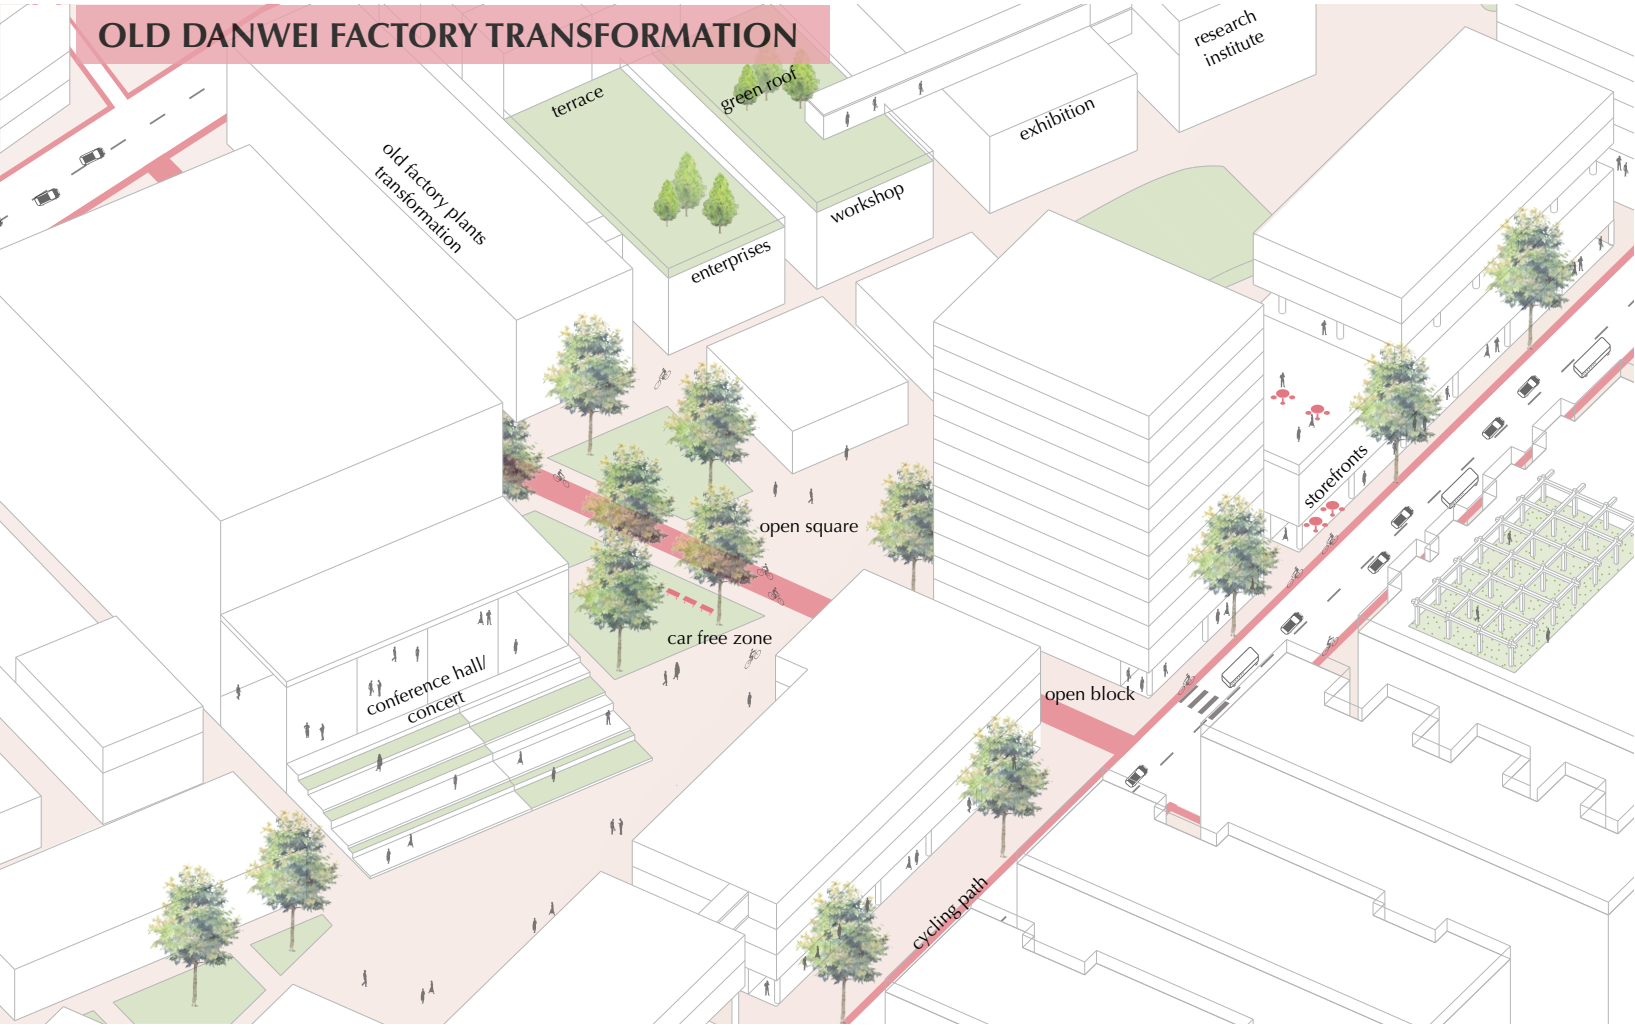 OLD DANWEI FACTORY TRANSFORMATION
research
institute
terrace
green roof
exhibition
old factory plants
transformation
workshop
enterprises
storefronts
open square
car free zone
conference hall/
concert
open block
cycling path